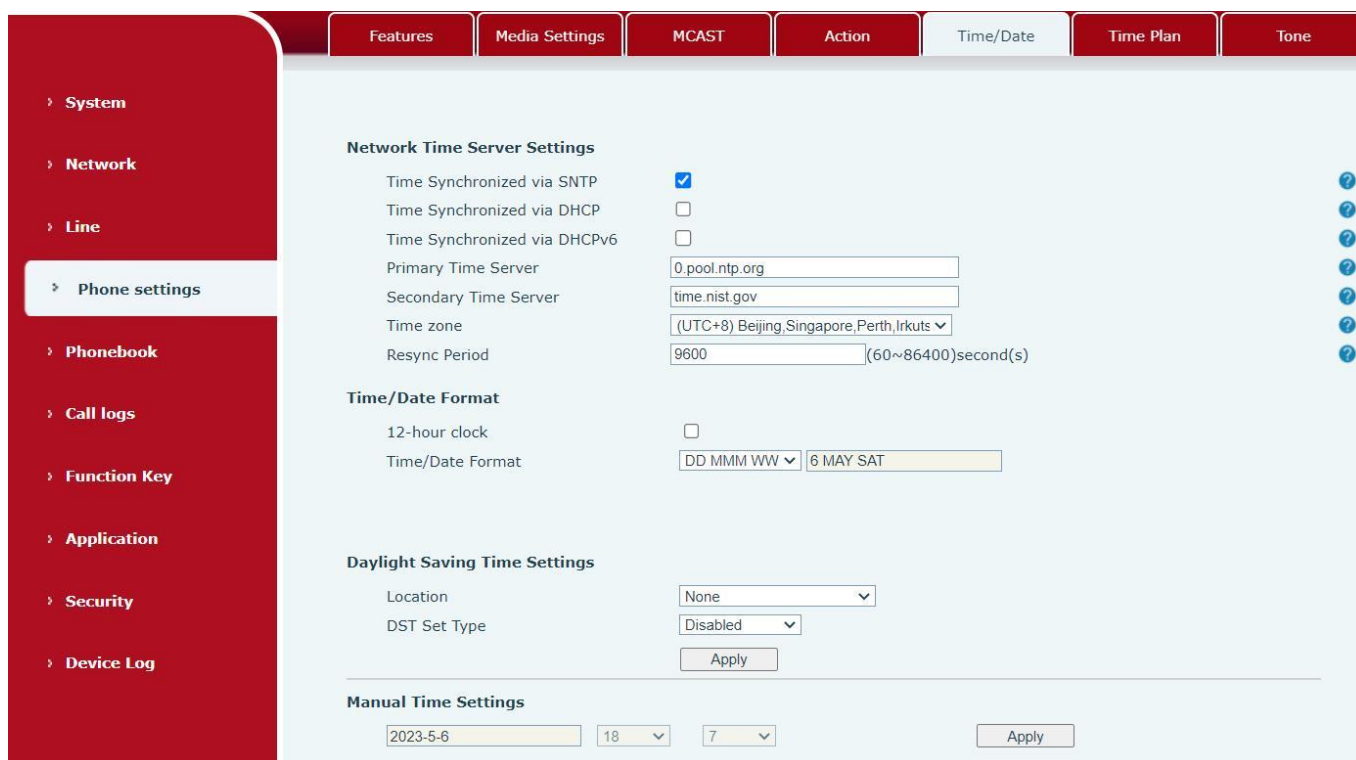 Features Media Settings MCAST Action Time/Date Time Plan Tone
System
Network
Line
Phone settings
Phonebook
Call logs
Function Key
Application
Security
Device Log
Network Time Server Settings
Time Synchronized via SNTP
Time Synchronized via DHCP
Time Synchronized via DHCPv6
Primary Time Server 0.pool.ntp.org
Secondary Time Server time.nist.gov
Time zone (UTC+8) Beijing,Singapore,Perth,Irkuts
Resync Period 9600 (60~86400)second(s)
Time/Date Format
12-hour clock
Time/Date Format DD MMM WW 6 MAY SAT
Daylight Saving Time Settings
Location None
DST Set Type Disabled
Apply
Manual Time Settings
2023-5-6 18 7 Apply